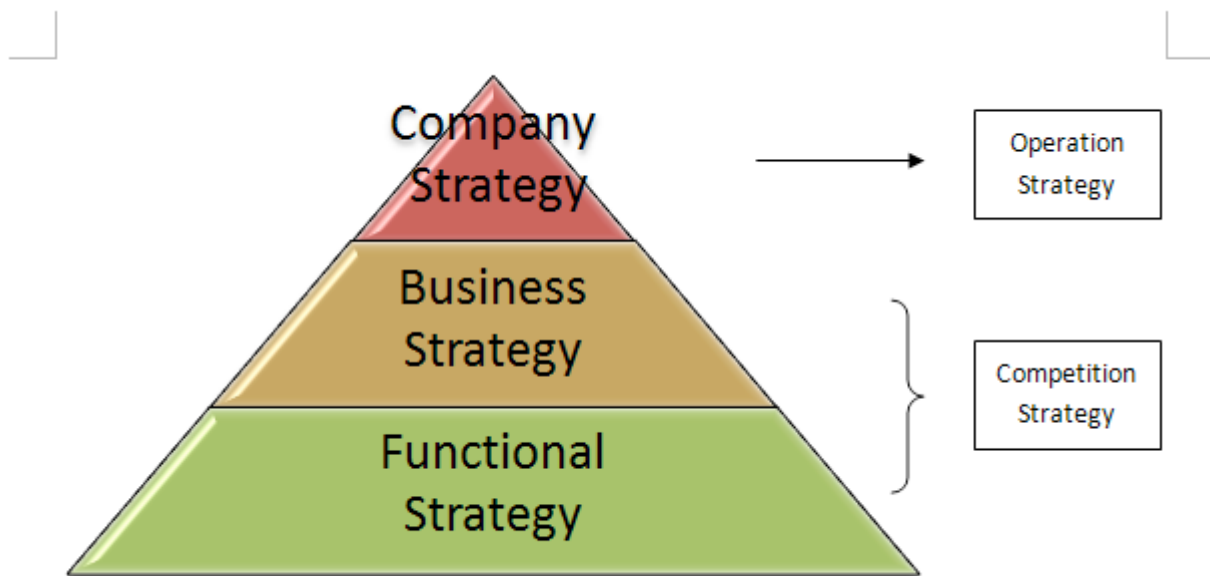 Company
Strategy
Operation
Strategy
Business
Strategy
Competition
Strategy
Functional
Strategy